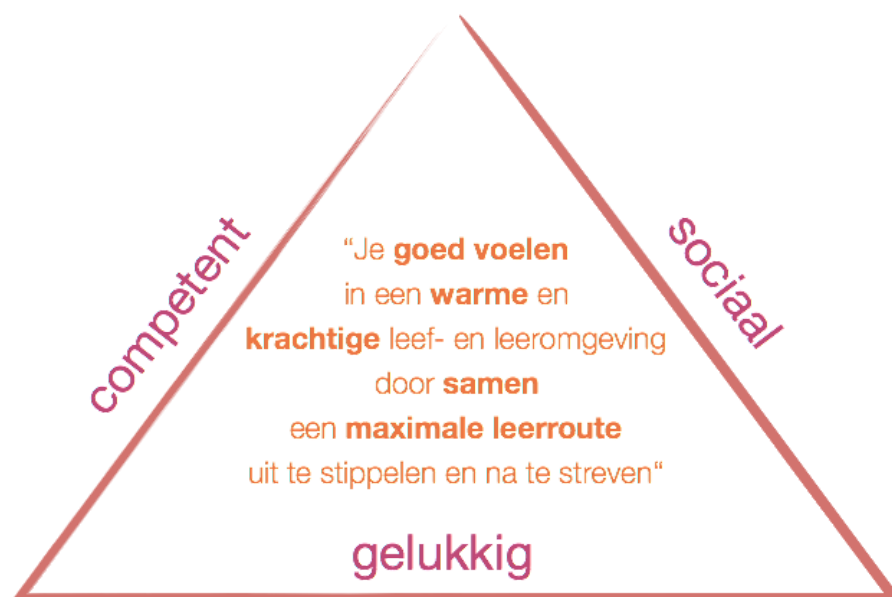 competent
sociaal
“Je goed voelen
in een warme en
krachtige leef- en leeromgeving
door samen
een maximale leerroute
uit te stippelen en na te streven“
gelukkig